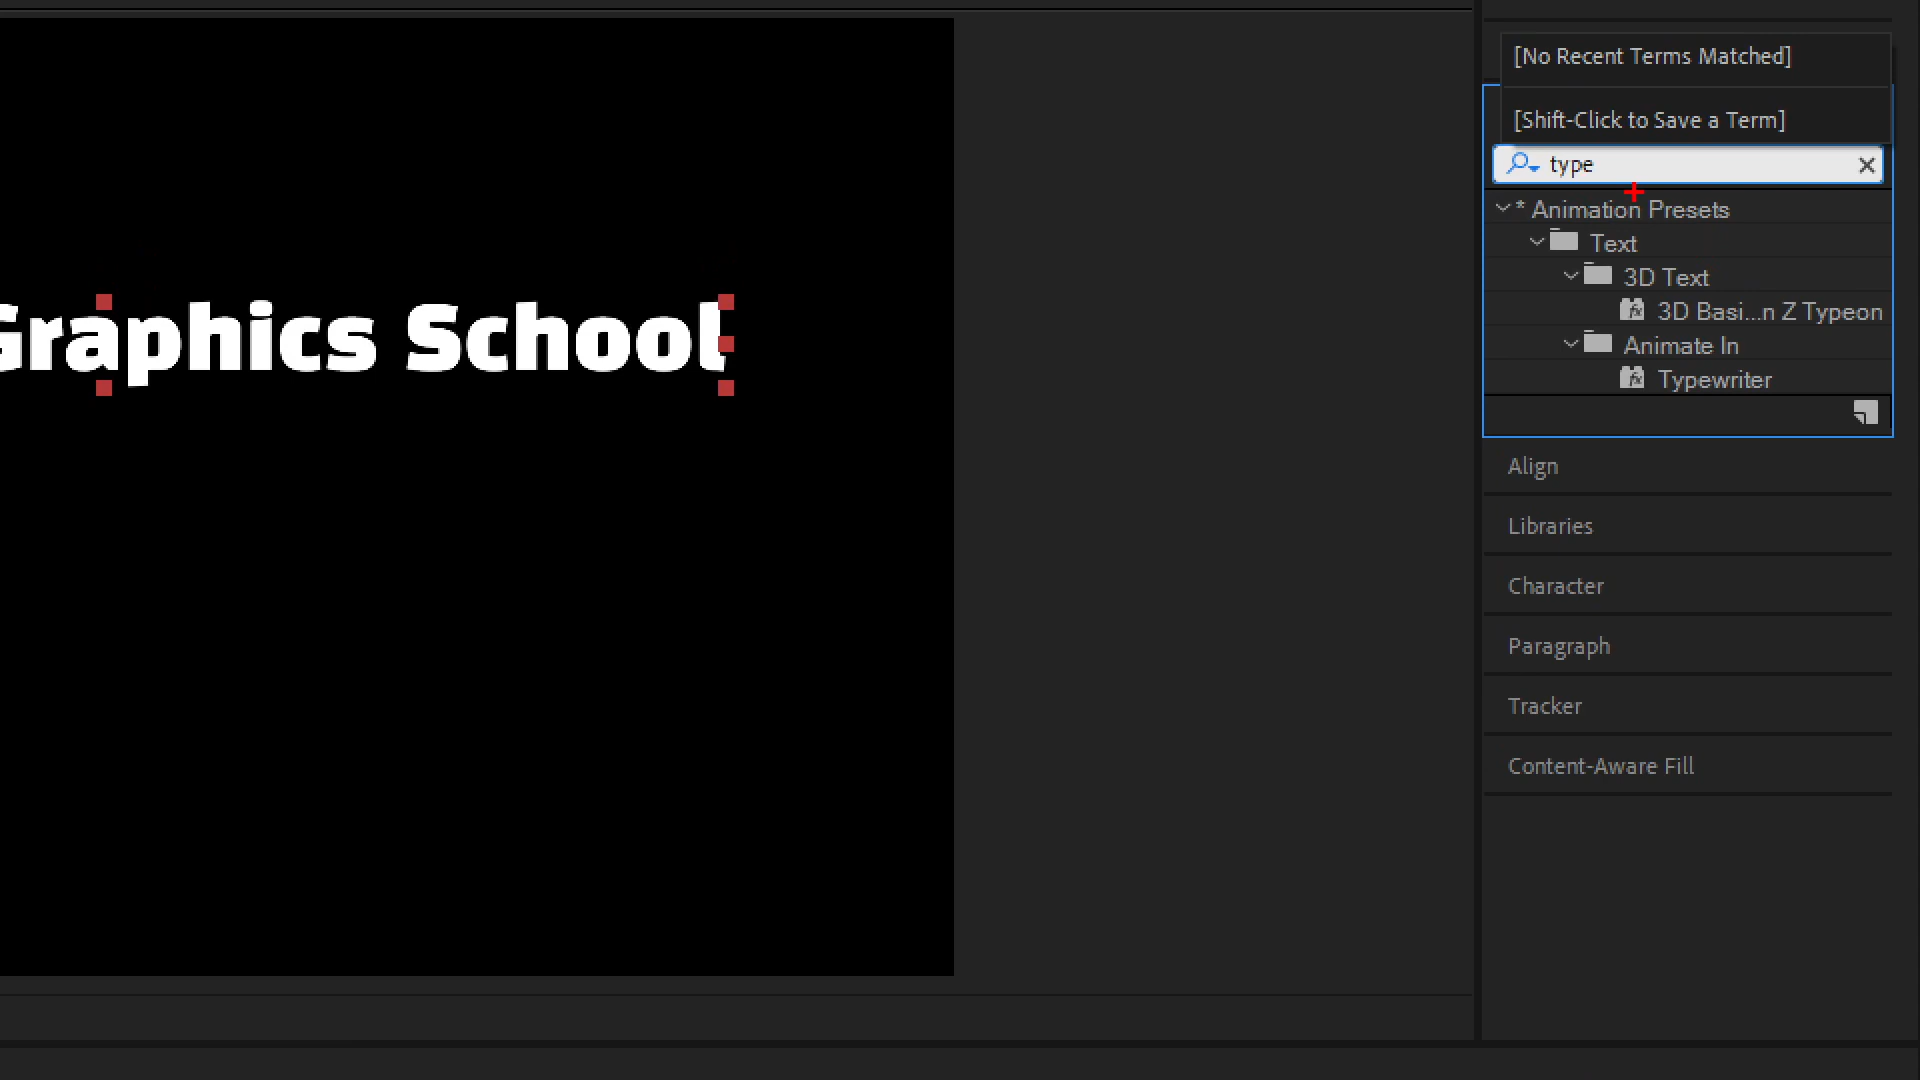 [No Recent Terms Matched]
[Shift-Click to Save a Term]
type
* Animation Presets
Text
3D Text
3D Basi...n Z Typeon
Animate In
Typewriter
Graphics School
Align
Libraries
Character
Paragraph
Tracker
Content-Aware Fill